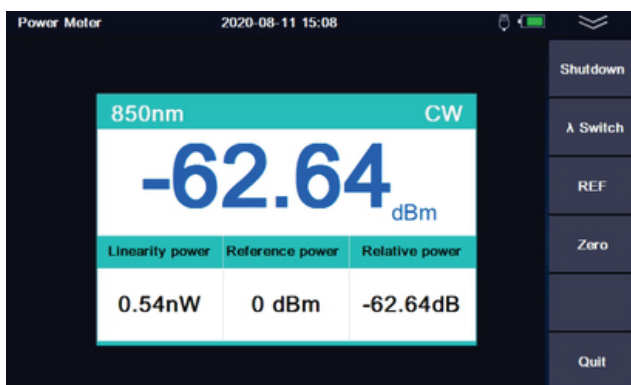 Power Meter 2020-08-11 15:08
Shutdown
850nm CW
λ Switch
-62.64 dBm
REF
Linearity power Reference power Relative power
Zero
0.54nW 0 dBm -62.64dB
Quit